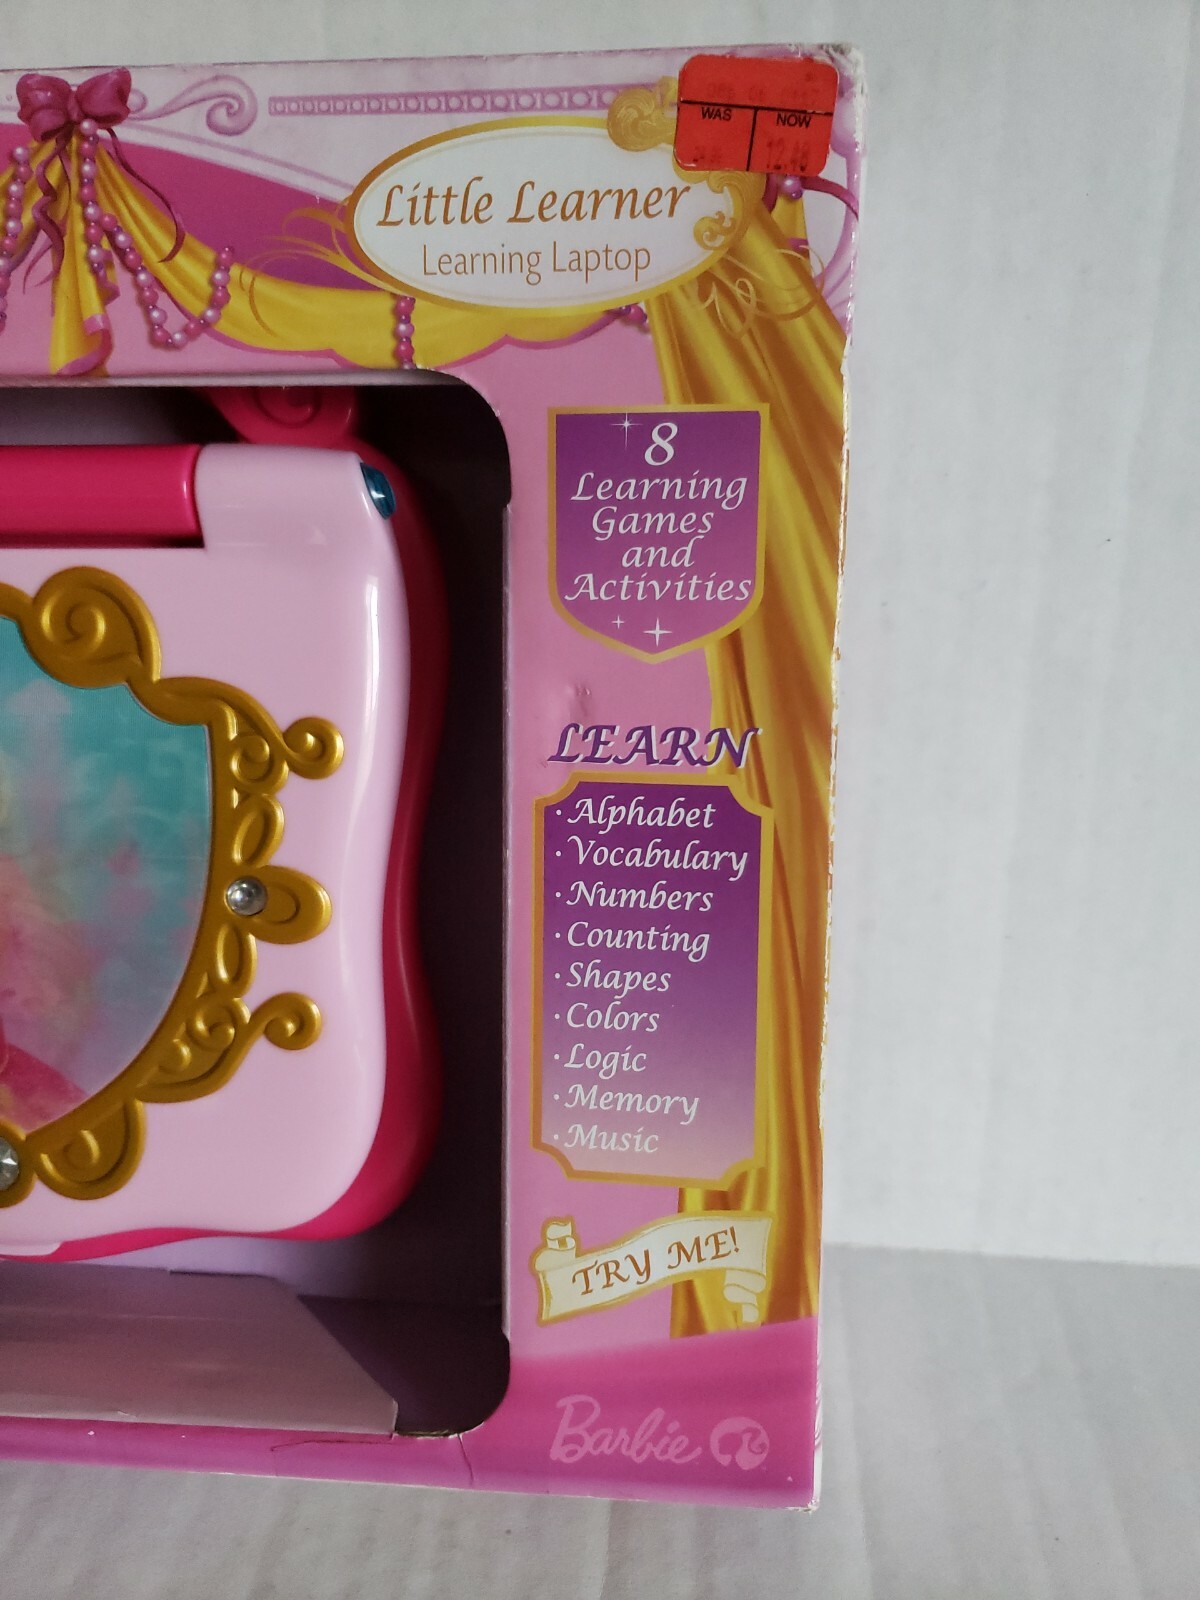 WAS NOW
12.48
Little Learner
Learning Laptop
8
Learning
Games
and
Activities
LEARN
· Alphabet
· Vocabulary
· Numbers
· Counting
· Shapes
· Colors
· Logic
· Memory
· Music
TRY ME!
Barbie